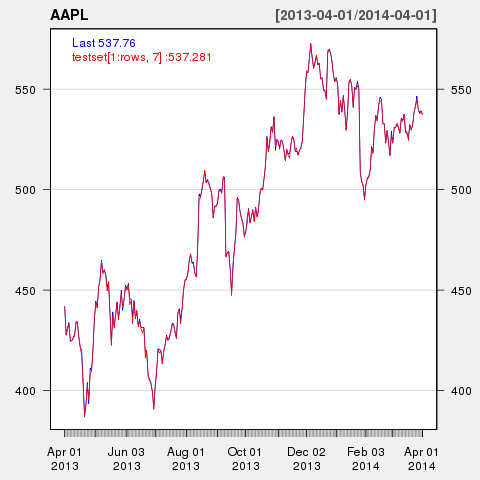 AAPL [2013-04-01/2014-04-01]
Last 537.76
testset[1:rows, 7] :537.281
550 550
500 500
450 450
400 400
Apr 01 Jun 03 Aug 01 Oct 01 Dec 02 Feb 03 Apr 01
2013 2013 2013 2013 2013 2014 2014